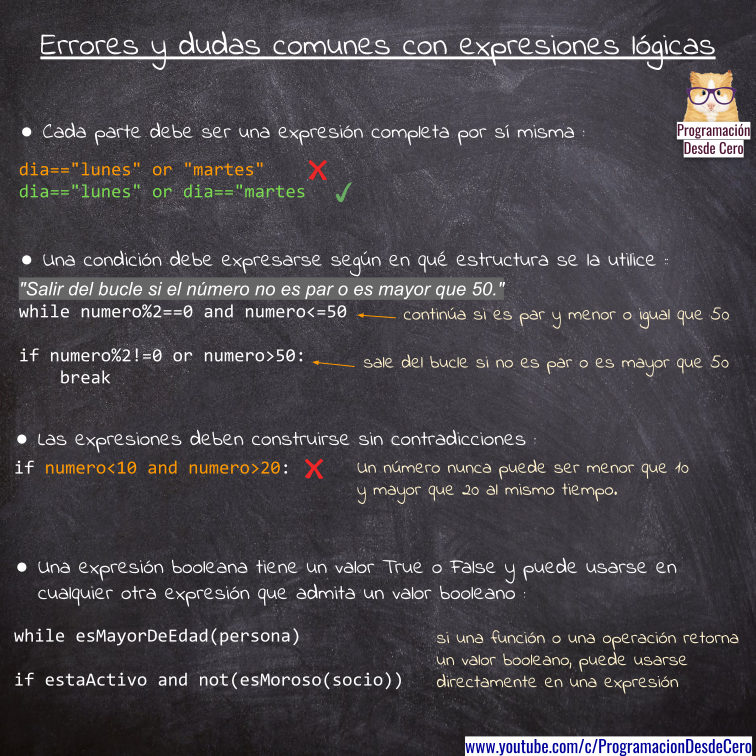 Errores y dudas comunes con expresiones lógicas
Programación
Desde Cero
● Cada parte debe ser una expresión completa por sí misma :
dia=="lunes" or "martes" ❌
dia=="lunes" or dia=="martes ✓
● Una condición debe expresarse según en qué estructura se la utilice :
"Salir del bucle si el número no es par o es mayor que 50."
while numero%2==0 and numero<=50
continúa si es par y menor o igual que 50
if numero%2!=0 or numero>50:
sale del bucle si no es par o es mayor que 50
break
● Las expresiones deben construirse sin contradicciones :
if numero<10 and numero>20: ❌
Un número nunca puede ser menor que 10
y mayor que 20 al mismo tiempo.
● Una expresión booleana tiene un valor True o False y puede usarse en
cualquier otra expresión que admita un valor booleano :
while esMayorDeEdad(persona)
if estaActivo and not(esMoroso(socio))
si una función o una operación retorna
un valor booleano, puede usarse
directamente en una expresión
www.youtube.com/c/ProgramacionDesdeCero